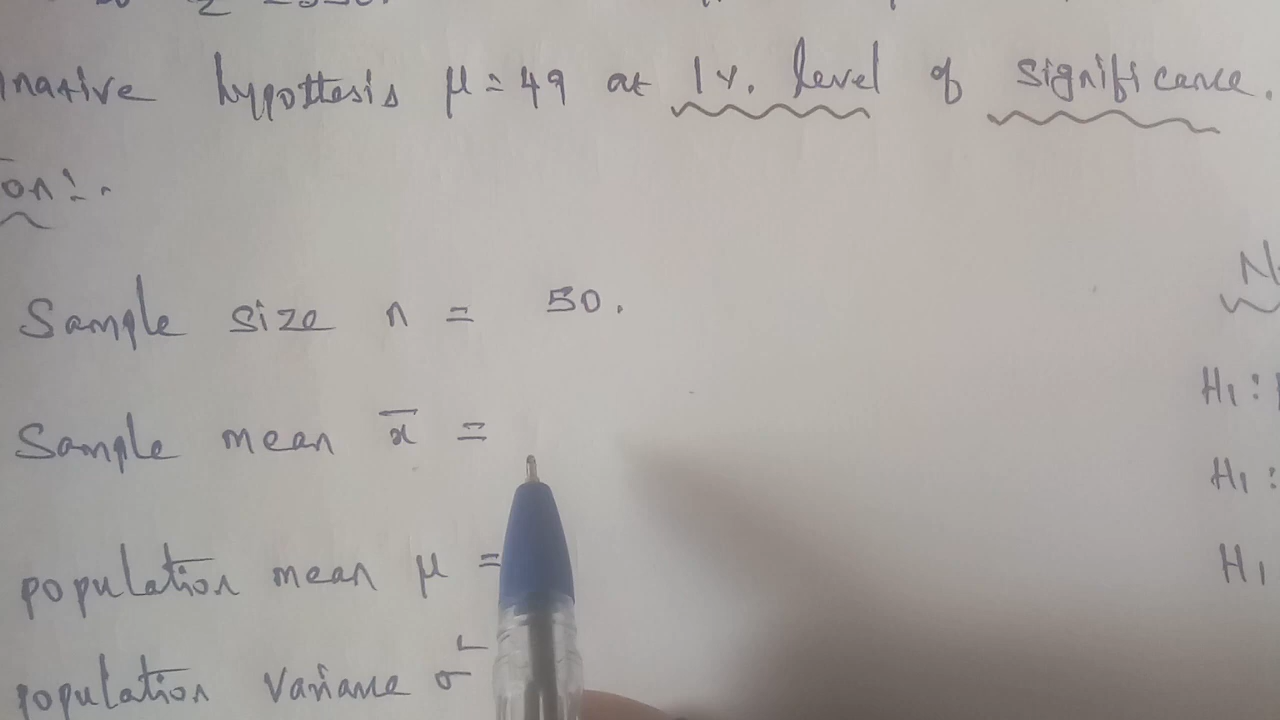 hypothesis μ = 49 at 1%. level of significance.
Sample size n = 50.
Sample mean x̄ =
population mean μ =
population variance σ²
H₁ :
H₁ :
H₁